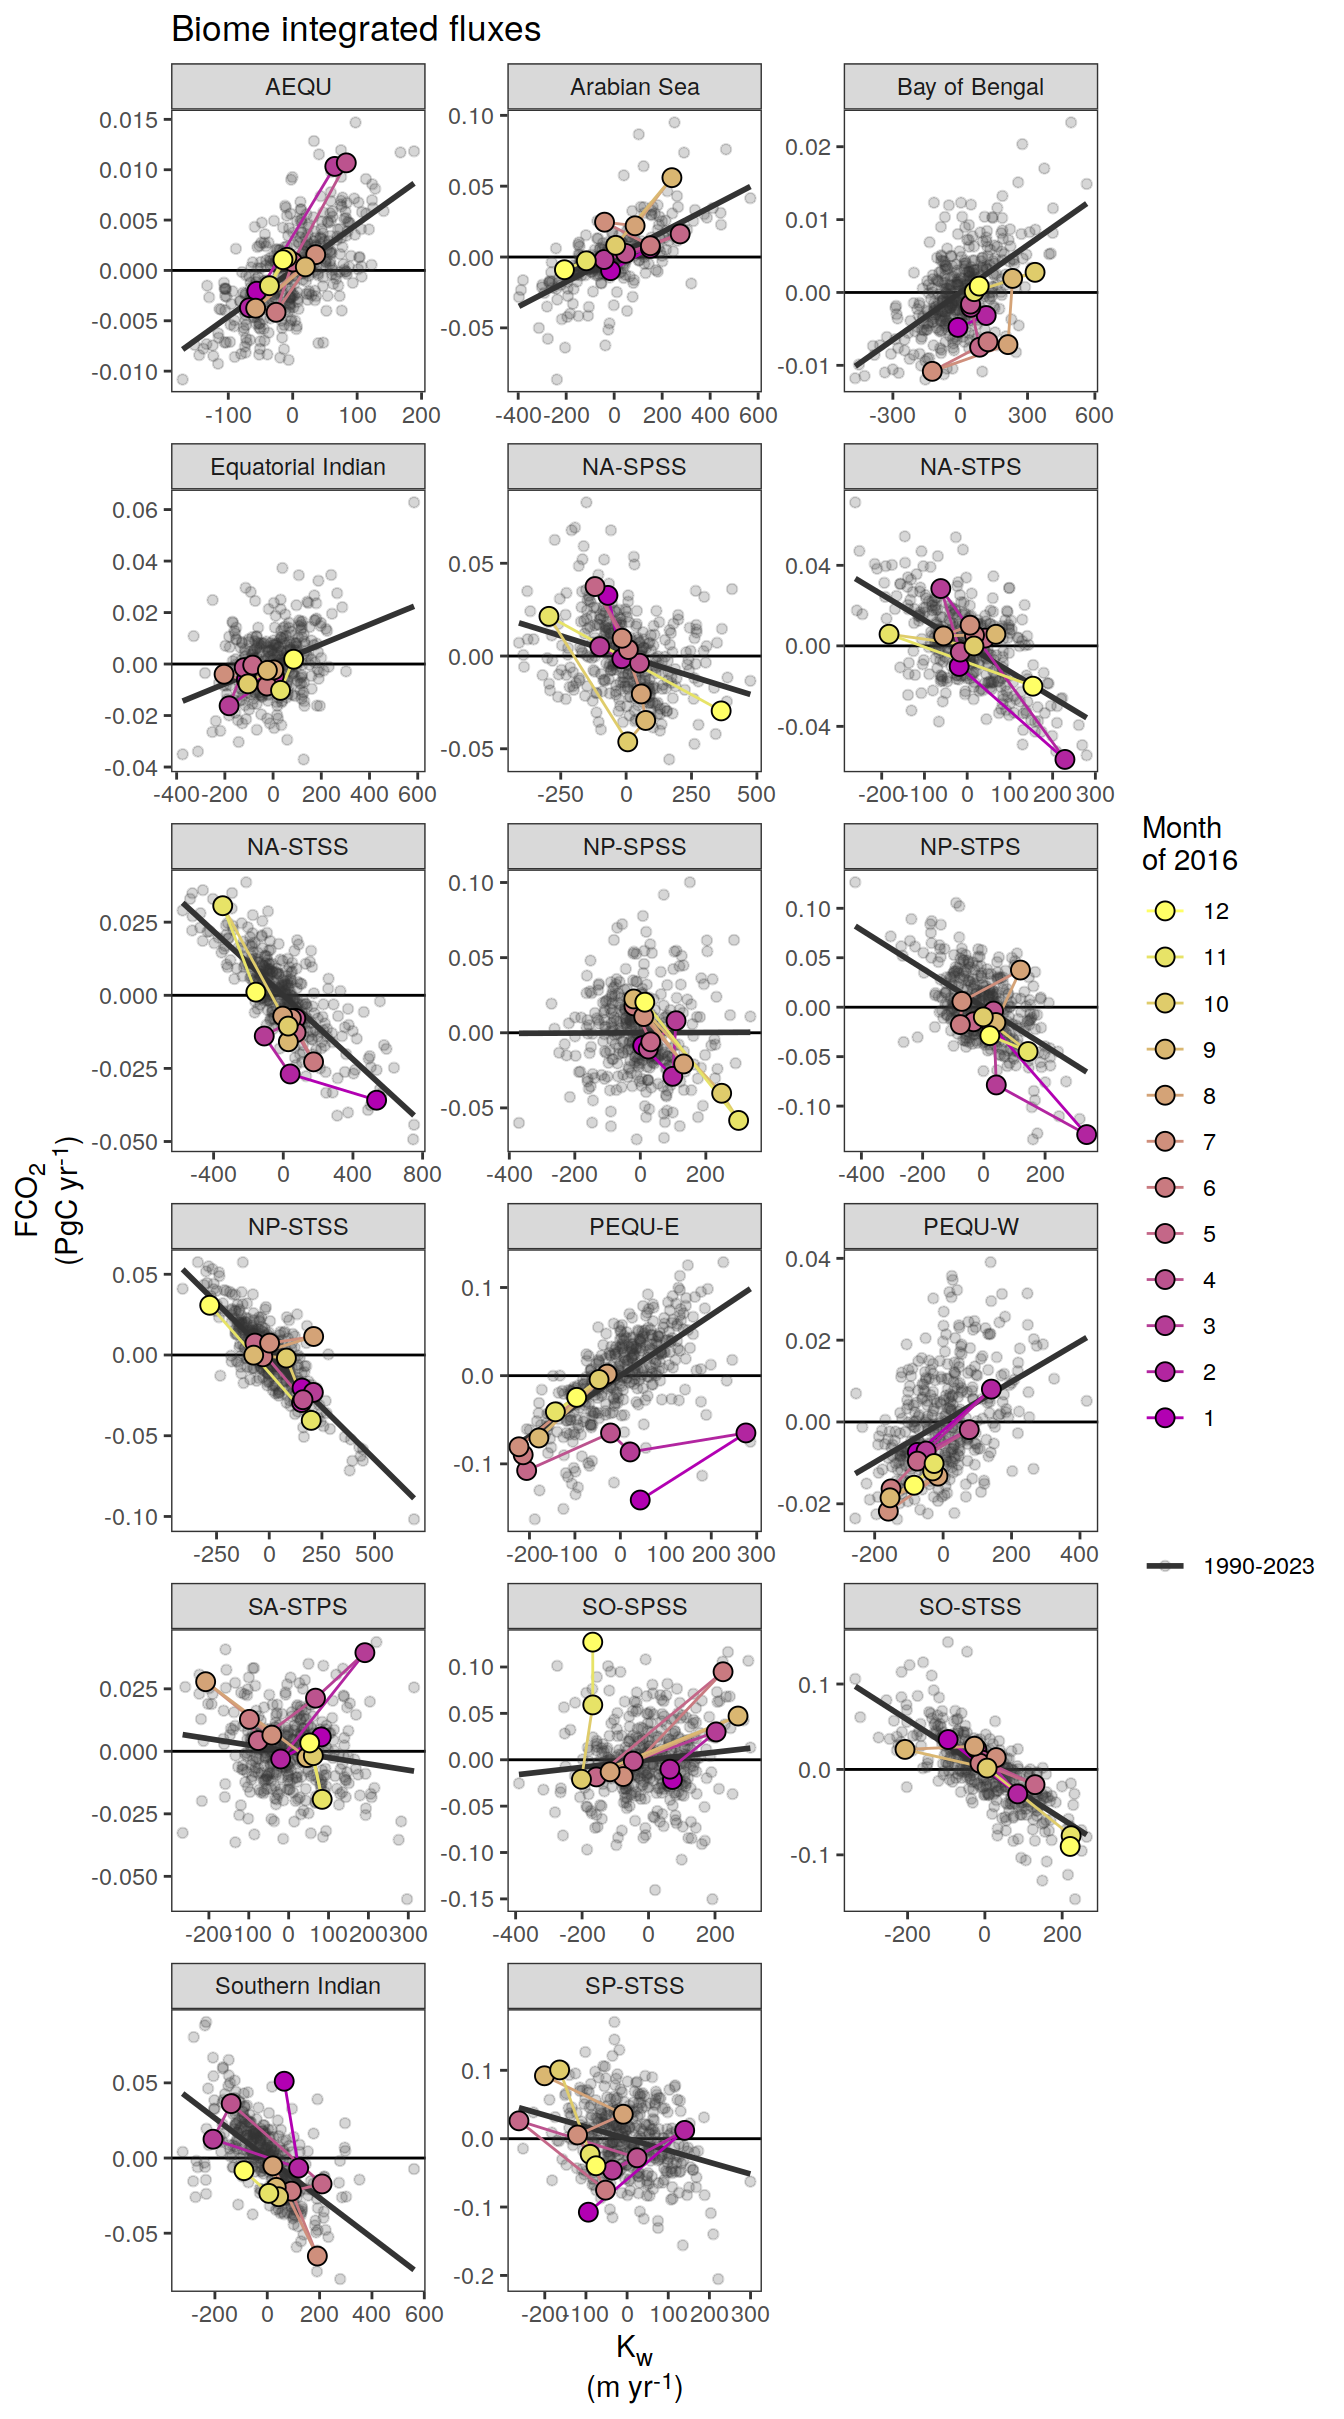 Biome integrated fluxes
AEQU
Arabian Sea
Bay of Bengal
0.015
0.010
0.005
0.000
-0.005
-0.010
-100 0 100 200
0.10
0.05
0.00
-0.05
-400 -200 0 200 400 600
0.02
0.01
0.00
-0.01
-300 0 300 600
Equatorial Indian
NA-SPSS
NA-STPS
0.06
0.04
0.02
0.00
-0.02
-0.04
-400 -200 0 200 400 600
0.05
0.00
-0.05
-250 0 250 500
0.04
0.00
-0.04
-200 -100 0 100 200 300
NA-STSS
NP-SPSS
NP-STPS
0.025
0.000
-0.025
-0.050
-400 0 400 800
0.10
0.05
0.00
-0.05
-400 -200 0 200
0.10
0.05
0.00
-0.05
-0.10
-400 -200 0 200
NP-STSS
PEQU-E
PEQU-W
0.05
0.00
-0.05
-0.10
-250 0 250 500
0.1
0.0
-0.1
-200 -100 0 100 200 300
0.04
0.02
0.00
-0.02
-200 0 200 400
SA-STPS
SO-SPSS
SO-STSS
0.025
0.000
-0.025
-0.050
-200 -100 0 100 200 300
0.10
0.05
0.00
-0.05
-0.10
-0.15
-400 -200 0 200
0.1
0.0
-0.1
-200 0 200
Southern Indian
SP-STSS
0.05
0.00
-0.05
-200 0 200 400 600
0.1
0.0
-0.1
-0.2
-200 -100 0 100 200 300
FCO₂
(PgC yr⁻¹)
K_w
(m yr⁻¹)
Month
of 2016
12
11
10
9
8
7
6
5
4
3
2
1
1990-2023